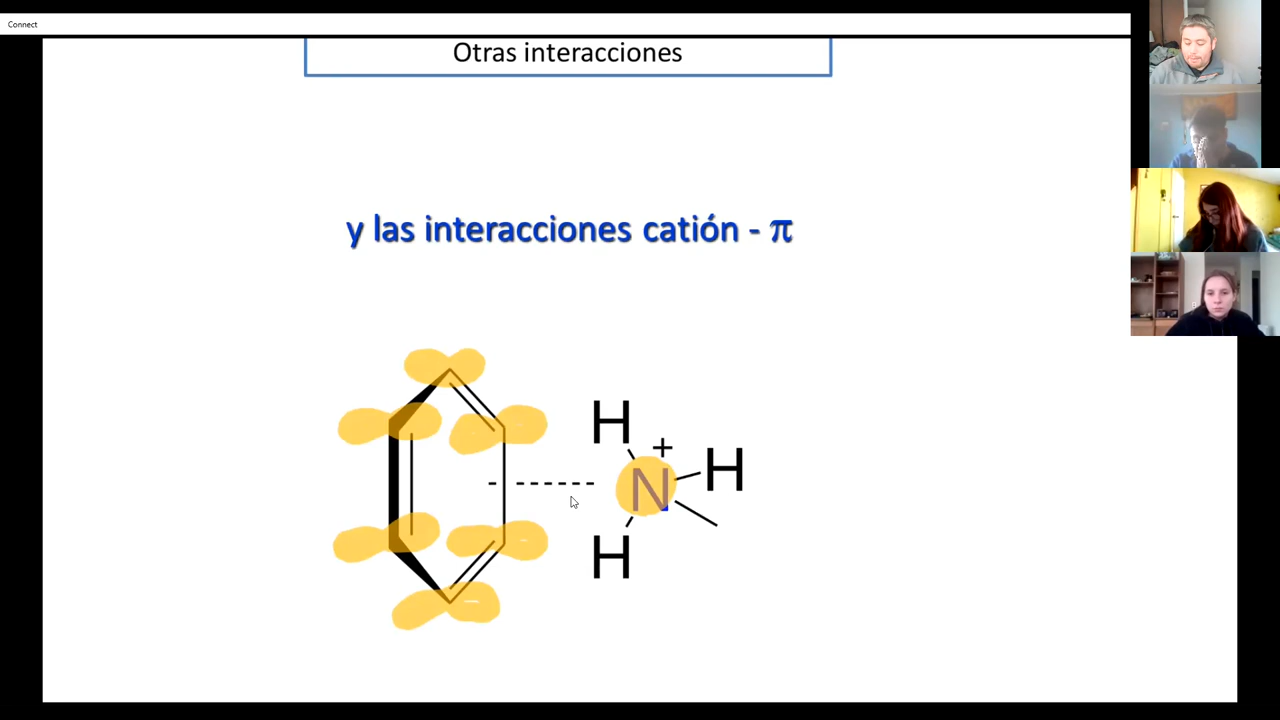 Connect
Otras interacciones
y las interacciones catión - π
H
+
H
N
H